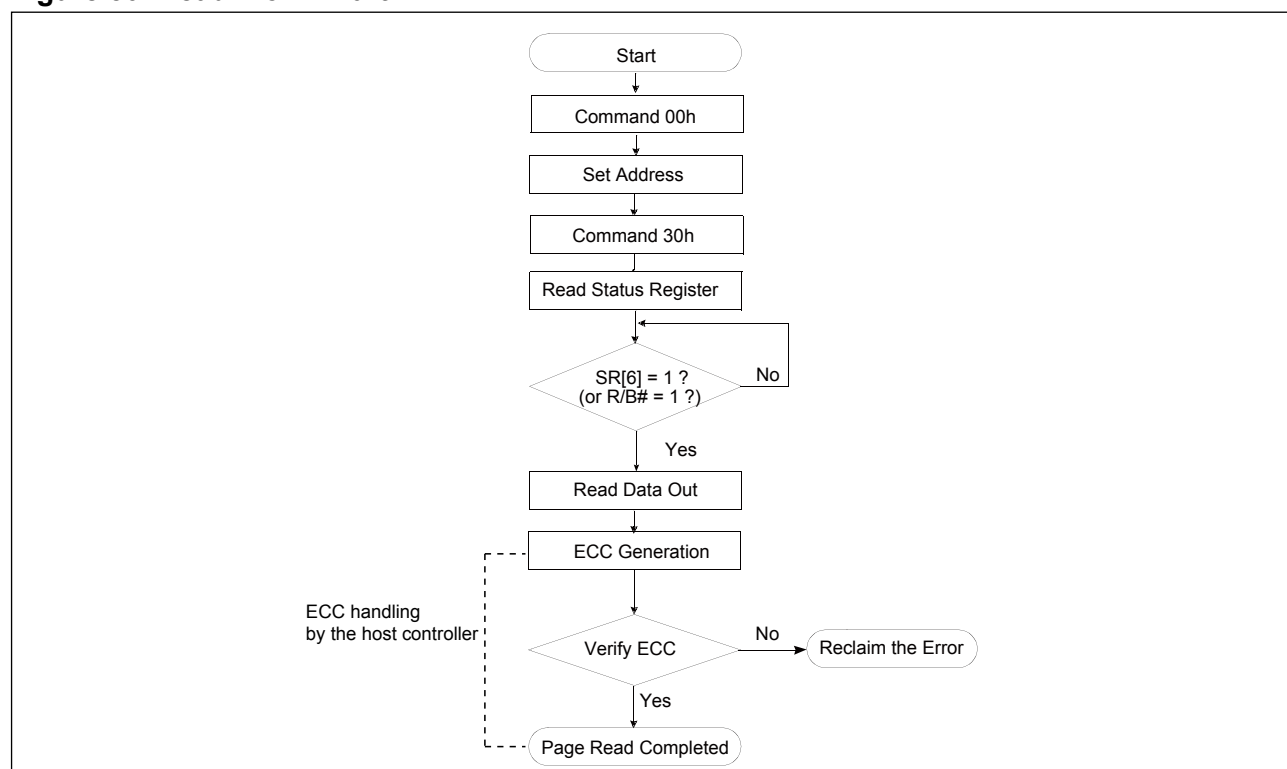 Start
Command 00h
Set Address
Command 30h
Read Status Register
SR[6] = 1 ?
(or R/B# = 1 ?)
No
Yes
Read Data Out
ECC Generation
ECC handling
by the host controller
Verify ECC
No
Reclaim the Error
Yes
Page Read Completed